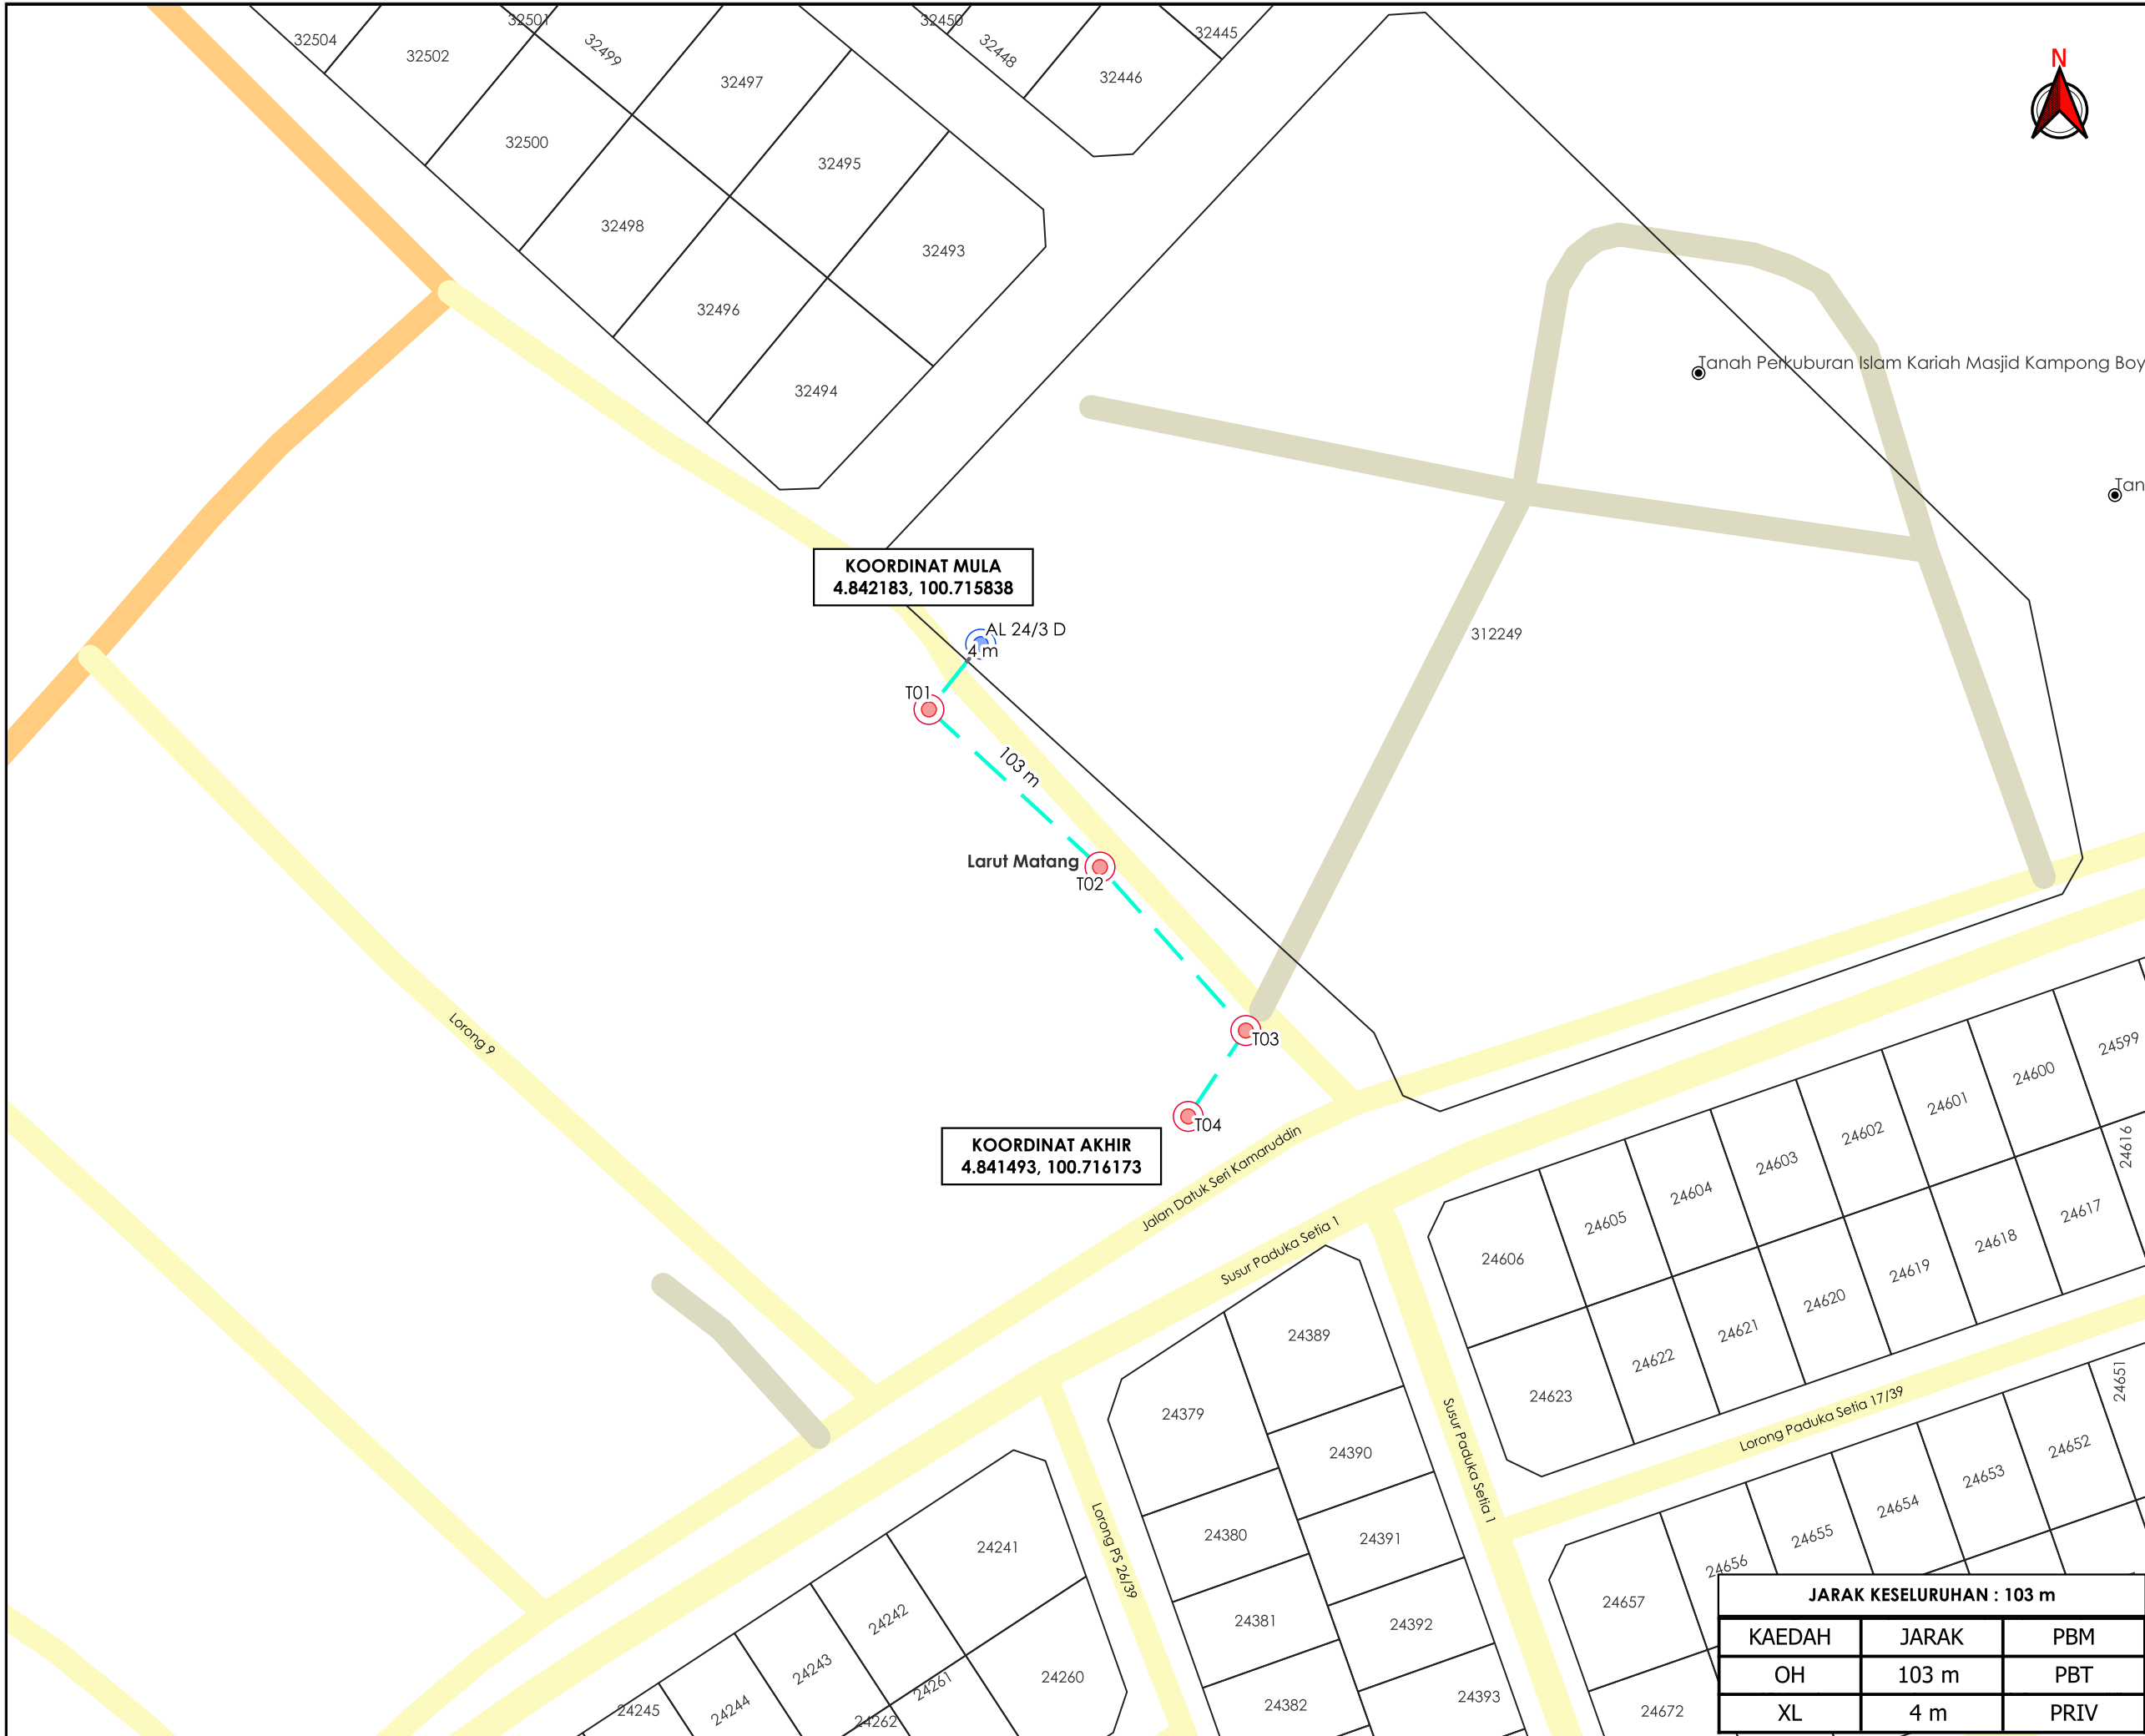 32504
32502
32501
32499
32497
32450
32448
32446
32445
N
32500
32495
32498
32493
32496
32494
Tanah Perkuburan Islam Kariah Masjid Kampong Boy
Tan
KOORDINAT MULA
4.842183, 100.715838
AL 24/3 D
4 m
312249
T01
103 m
Larut Matang
T02
T03
T04
Lorong 9
KOORDINAT AKHIR
4.841493, 100.716173
Jalan Datuk Seri Kamaruddin
Susur Paduka Setia 1
24599
24600
24601
24602
24603
24604
24605
24606
24616
24617
24618
24619
24620
24621
24622
24623
24389
24379
24390
24380
24391
24381
24392
24382
24393
Susur Paduka Setia 1
Lorong Paduka Setia 17/39
24651
24652
24653
24654
24655
24656
24657
24672
Lorong PS 26/39
24241
24242
24243
24244
24245
24260
24261
24262
JARAK KESELURUHAN : 103 m
KAEDAH JARAK PBM
OH 103 m PBT
XL 4 m PRIV